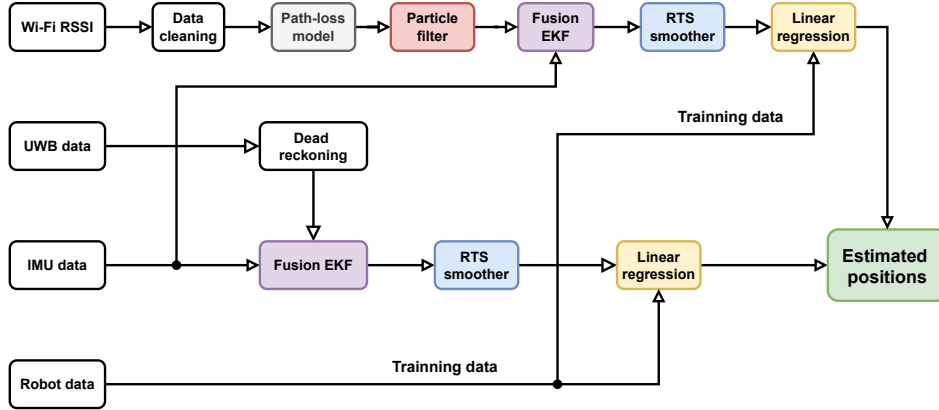 Wi-Fi RSSI
Data
cleaning
Path-loss
model
Particle
filter
Fusion
EKF
RTS
smoother
Linear
regression
Trainning data
UWB data
Dead
reckoning
IMU data
Fusion EKF
RTS
smoother
Linear
regression
Estimated
positions
Trainning data
Robot data